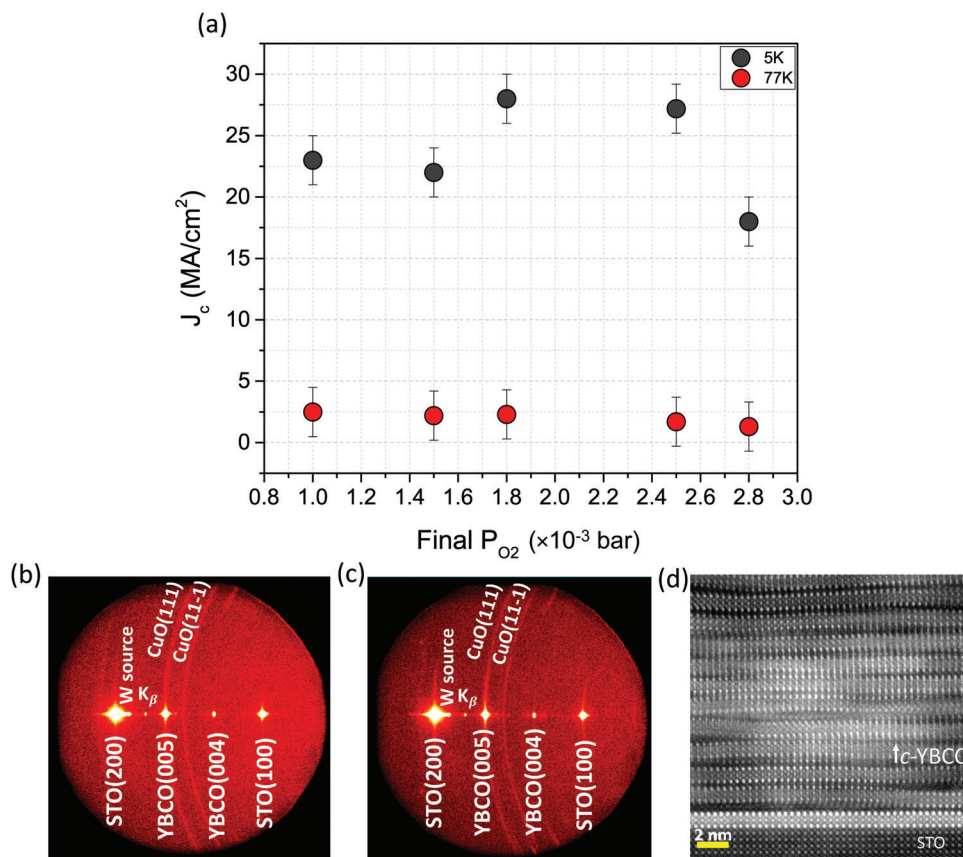 (a)
5K
77K
30
25
20
15
10
5
0
J_c (MA/cm²)
0.8 1.0 1.2 1.4 1.6 1.8 2.0 2.2 2.4 2.6 2.8 3.0
Final P_O2 (×10⁻³ bar)
(b)
CuO(111)
CuO(11-1)
W source
K_β
STO(200)
YBCO(005)
YBCO(004)
STO(100)
(c)
CuO(111)
CuO(11-1)
W source
K_β
STO(200)
YBCO(005)
YBCO(004)
STO(100)
(d)
c-YBCO
2 nm
STO